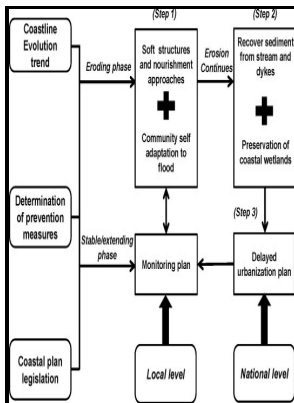 (Step 1)
(Step 2)
Coastline
Evolution
trend
Eroding phase
Soft structures
and nourishment
approaches
Community self
adaptation to
flood
Erosion
Continues
Recover sediment
from stream and
dykes
Preservation of
coastal wetlands
Determination
of prevention
measures
Stable/extending
phase
Monitoring plan
(Step 3)
Delayed
urbanization plan
Coastal plan
legislation
Local level
National level